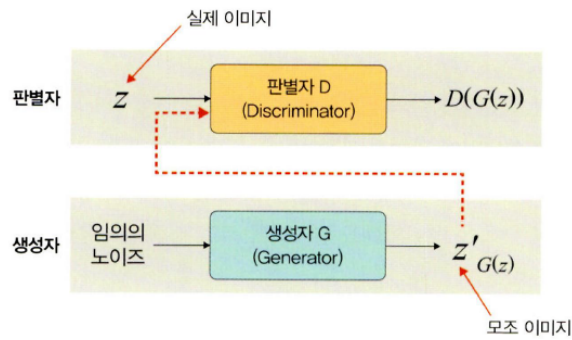 실제 이미지
판별자
z
판별자 D
(Discriminator)
D(G(z))
생성자
임의의
노이즈
생성자 G
(Generator)
z′ G(z)
모조 이미지